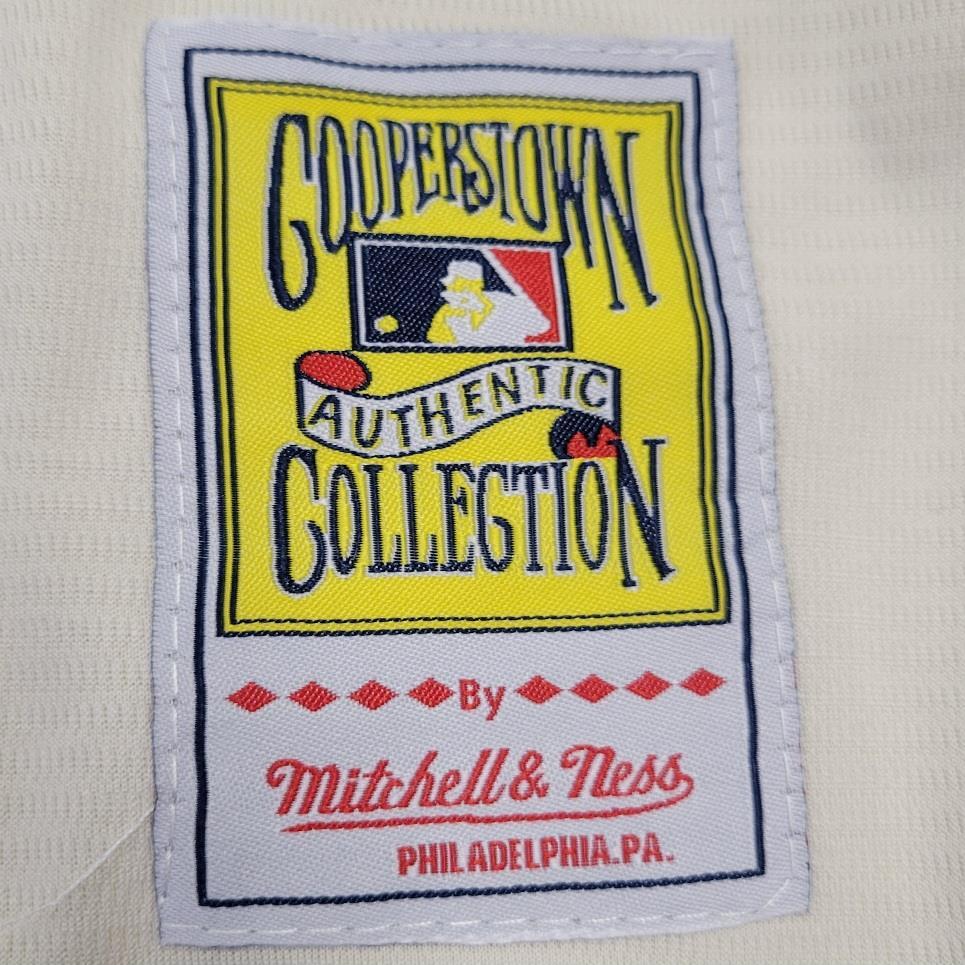 COOPERSTOWN
AUTHENTIC
COLLECTION
By
Mitchell & Ness
PHILADELPHIA.PA.